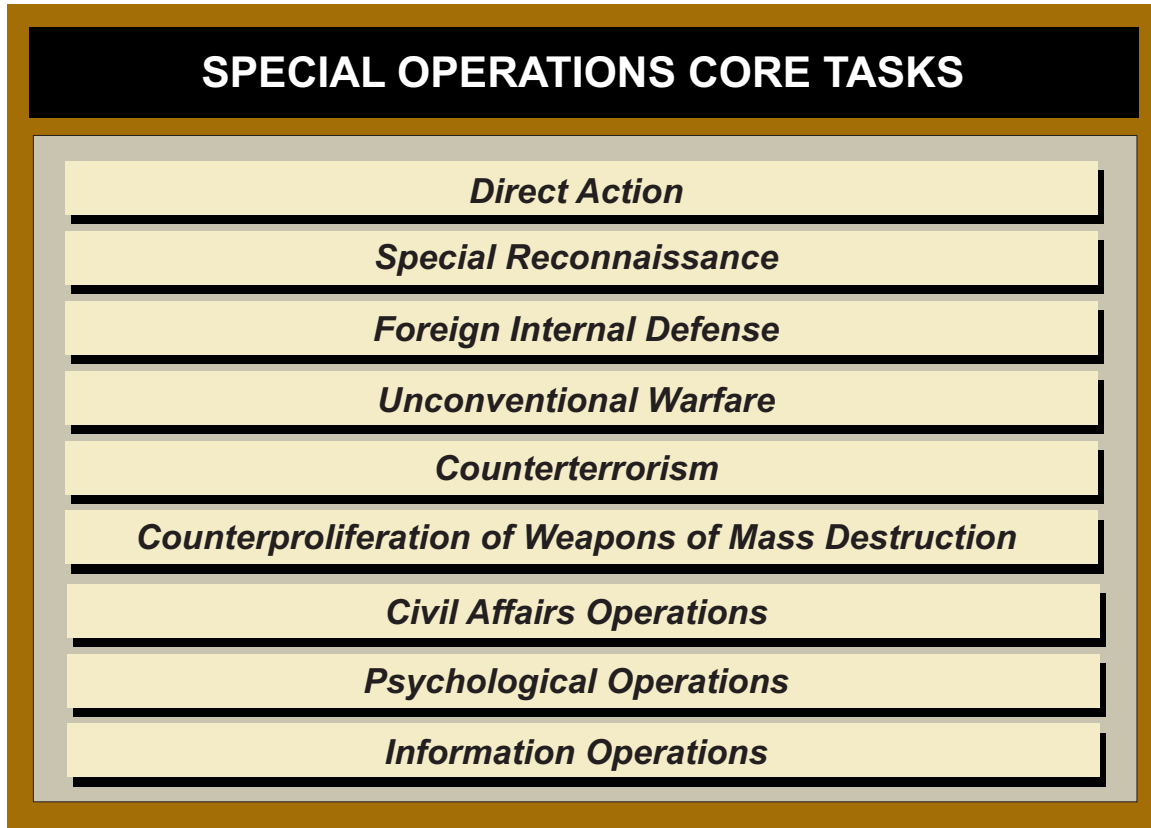 SPECIAL OPERATIONS CORE TASKS
Direct Action
Special Reconnaissance
Foreign Internal Defense
Unconventional Warfare
Counterterrorism
Counterproliferation of Weapons of Mass Destruction
Civil Affairs Operations
Psychological Operations
Information Operations